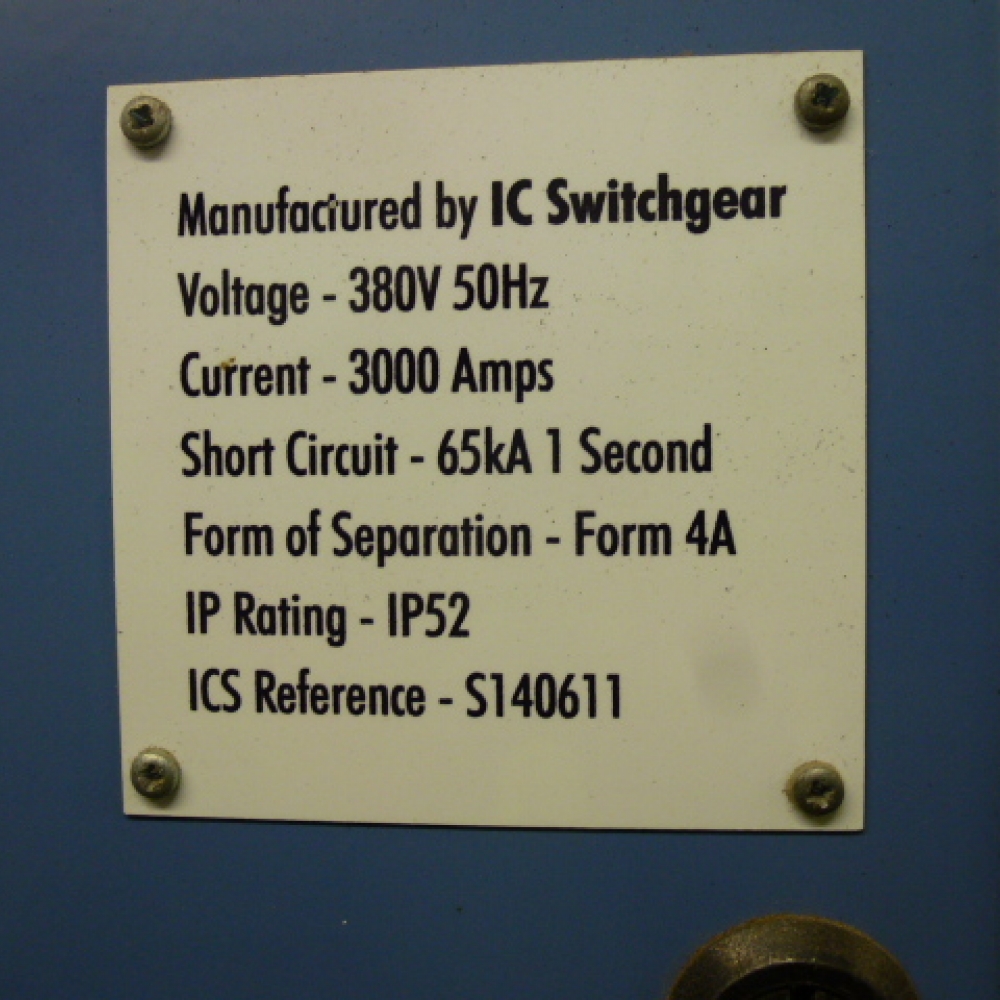 Manufactured by IC Switchgear
Voltage - 380V 50Hz
Current - 3000 Amps
Short Circuit - 65kA 1 Second
Form of Separation - Form 4A
IP Rating - IP52
ICS Reference - S140611